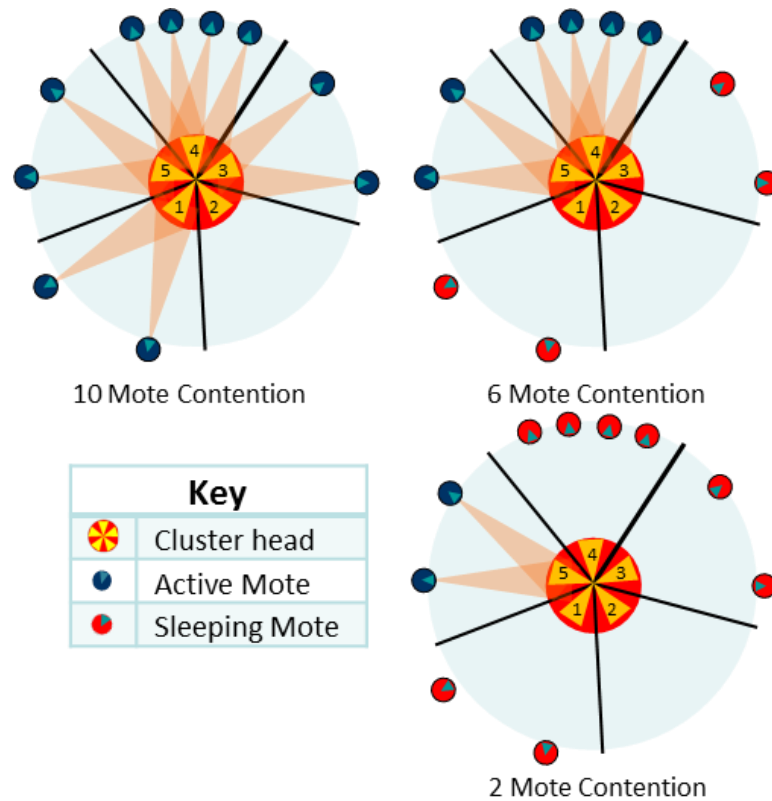 4
5
3
1
2
10 Mote Contention
4
5
3
1
2
6 Mote Contention
4
5
3
1
2
2 Mote Contention
Key
Cluster head
Active Mote
Sleeping Mote